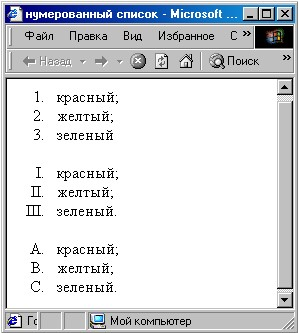 нумерованный список - Microsoft ...
Файл Правка Вид Избранное С »
Назад » Поиск »
1. красный;
2. желтый;
3. зеленый
I. красный;
II. желтый;
III. зеленый.
A. красный;
B. желтый;
C. зеленый.
Мой компьютер